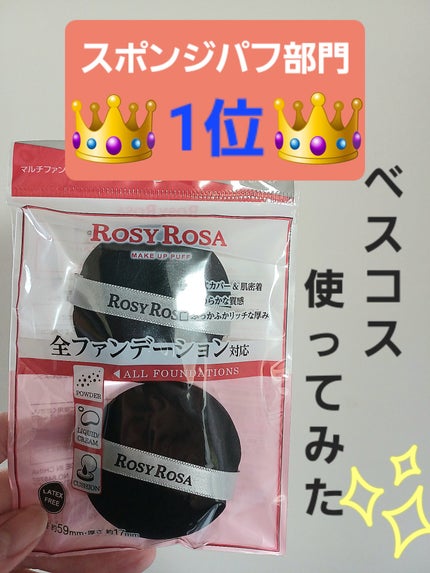 スポンジパフ部門
1位
ベスコス
使ってみた
マルチファン
ROSY ROSA
MAKE UP PUFF
カバー&肌密着
らかな質感
ふかふかリッチな厚み
ROSY ROSA
全ファンデーション対応
ALL FOUNDATIONS
POWDER
LIQUID/
CREAM
CUSHION
ROSY ROSA
LATEX
FREE
約59mm・厚さ 約17mm